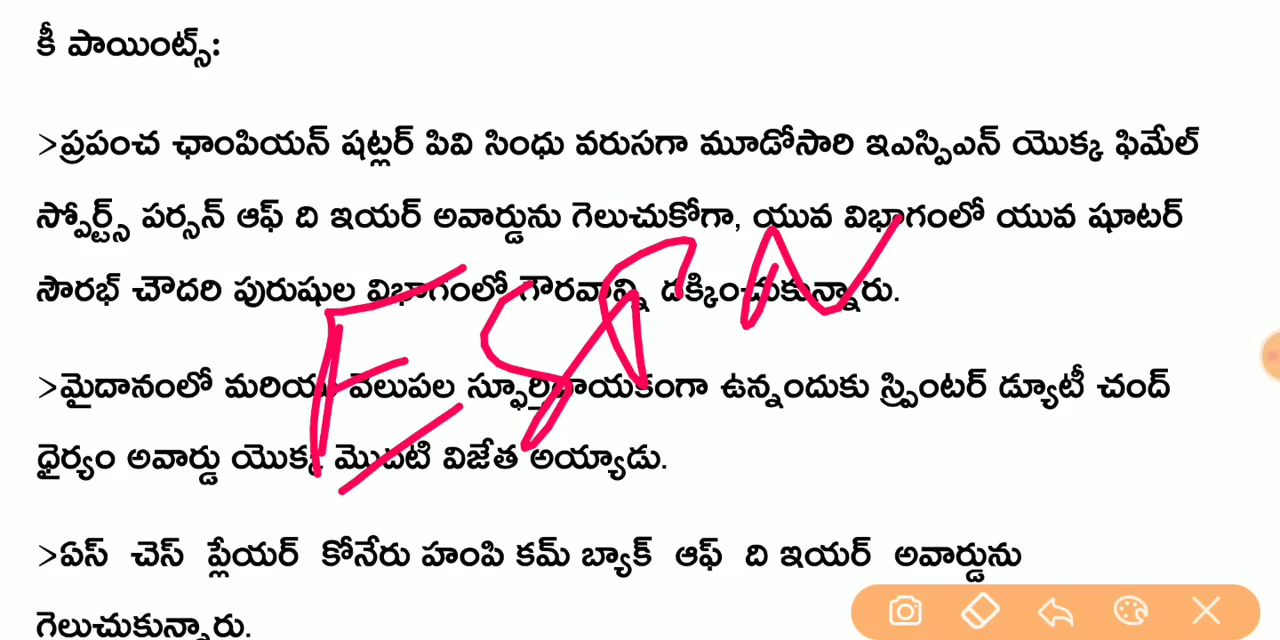 కీ పాయింట్స్:
>ప్రపంచ ఛాంపియన్ షట్లర్ పివి సింధు వరుసగా మూడోసారి ఇఎస్పిఎన్ యొక్క ఫిమేల్
స్పోర్ట్స్ పర్సన్ ఆఫ్ ది ఇయర్ అవార్డును గెలుచుకోగా, యువ విభాగంలో యువ షూటర్
సౌరభ్ చౌదరి పురుషుల విభాగంలో గౌరవాన్ని దక్కించుకున్నారు.
ESPN
>మైదానంలో మరియు వెలుపల స్ఫూర్తిదాయకంగా ఉన్నందుకు స్ప్రింటర్ డ్యూటీ చంద్
ధైర్యం అవార్డు యొక్క మొదటి విజేత అయ్యాడు.
>ఏస్ చెస్ ప్లేయర్ కోనేరు హంపి కమ్ బ్యాక్ ఆఫ్ ది ఇయర్ అవార్డును
గెలుచుకున్నారు.